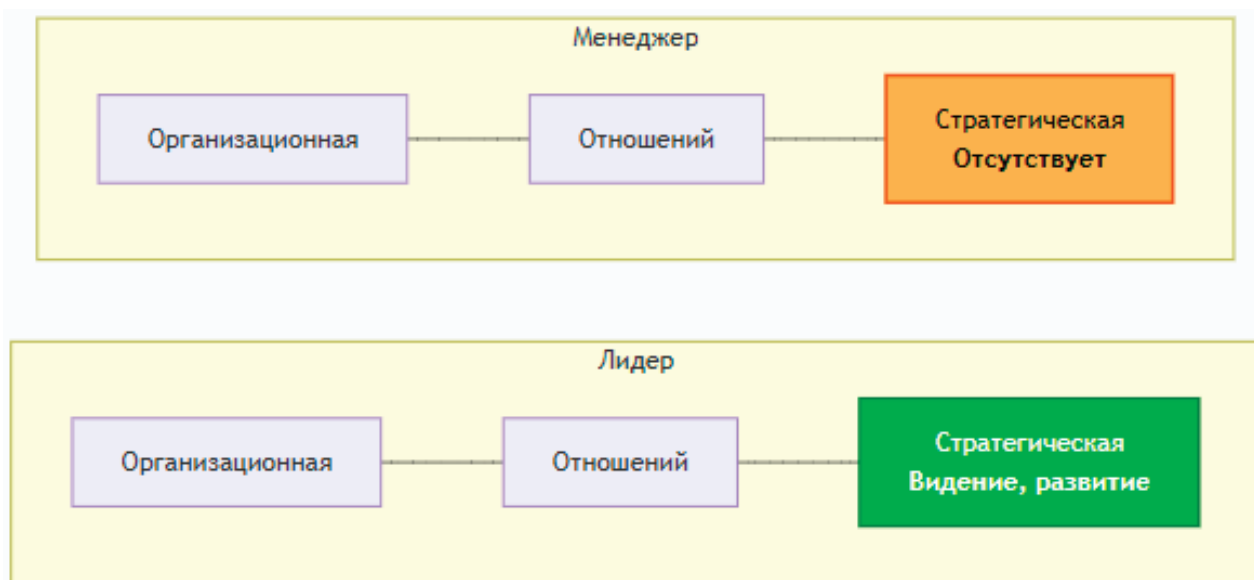 Менеджер
Организационная
Отношений
Стратегическая
Отсутствует
Лидер
Организационная
Отношений
Стратегическая
Видение, развитие